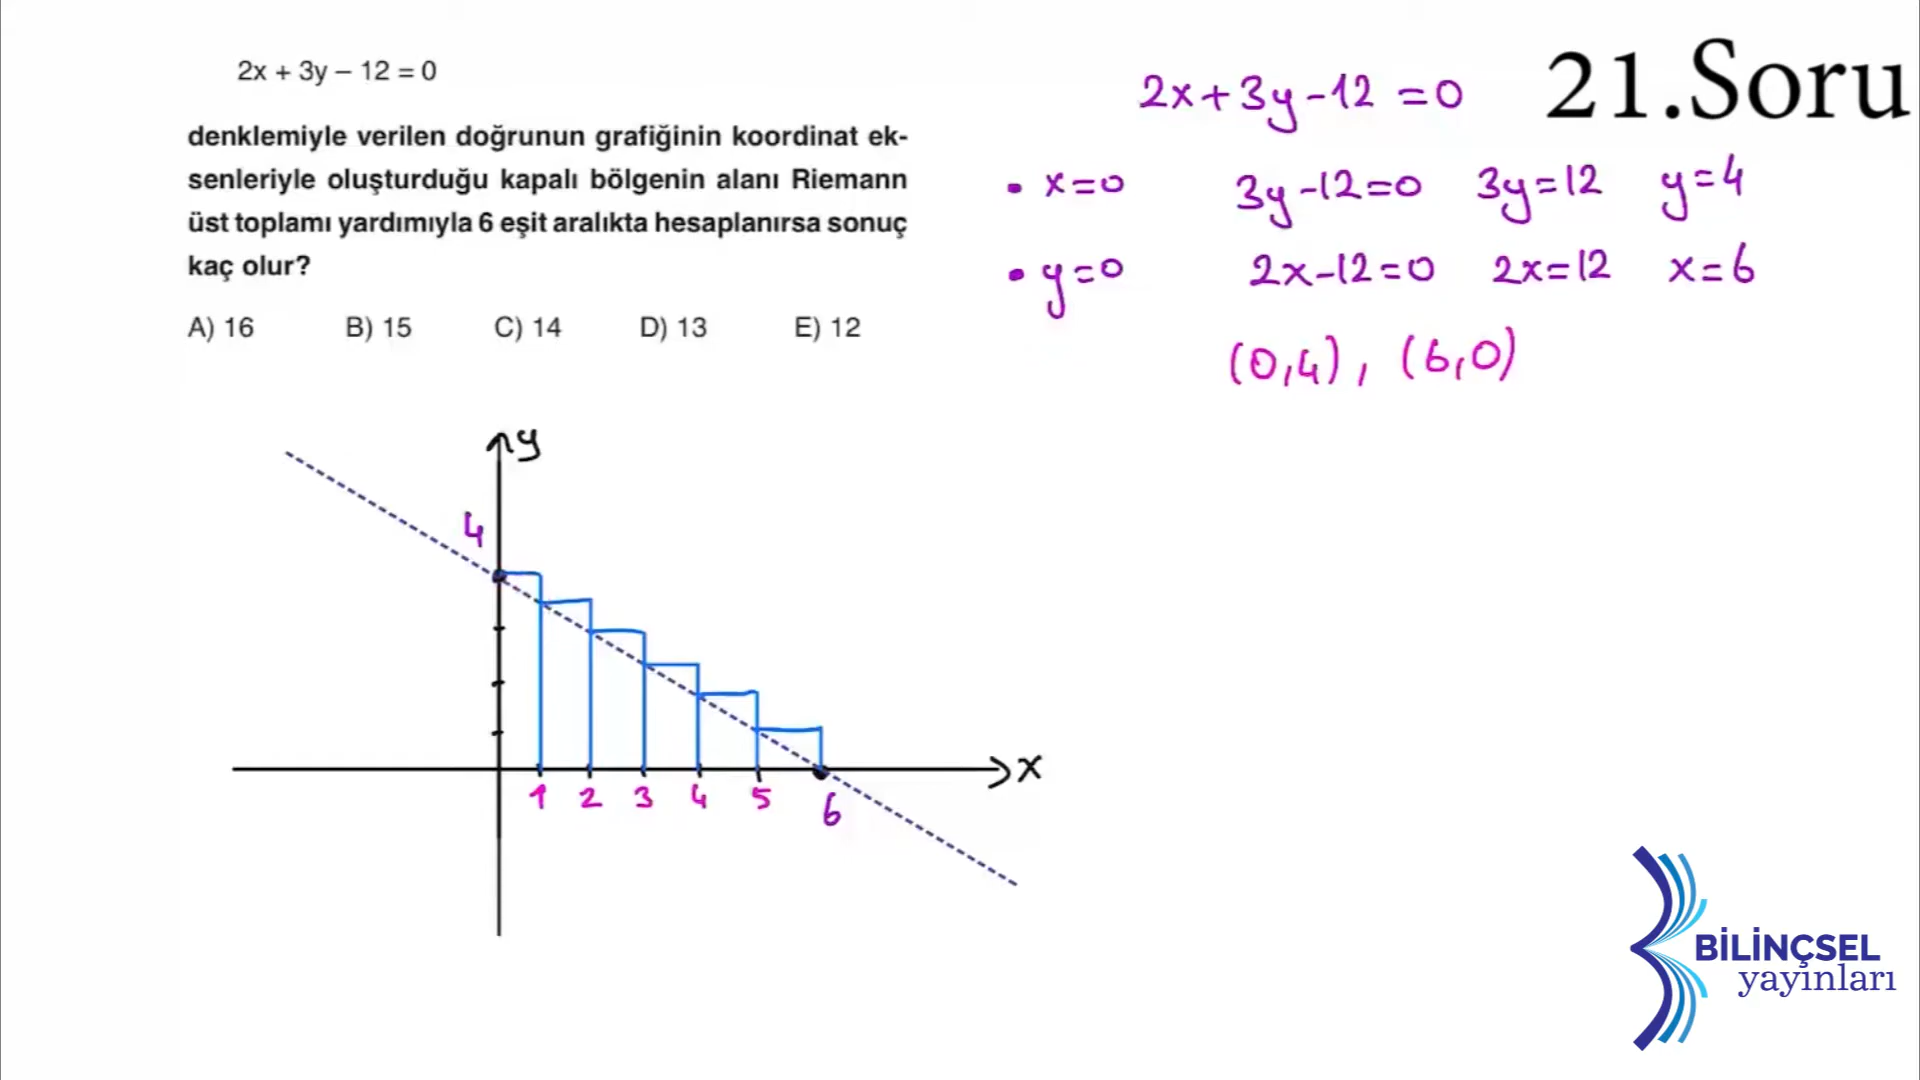 2x + 3y – 12 = 0
denklemiyle verilen doğrunun grafiğinin koordinat ek-
senleriyle oluşturduğu kapalı bölgenin alanı Riemann
üst toplamı yardımıyla 6 eşit aralıkta hesaplanırsa sonuç
kaç olur?
A) 16 B) 15 C) 14 D) 13 E) 12
21.Soru
2x+3y-12=0
• x=0 3y-12=0 3y=12 y=4
• y=0 2x-12=0 2x=12 x=6
(0,4), (6,0)
y
4
x
1 2 3 4 5 6
BİLİNÇSEL
yayınları